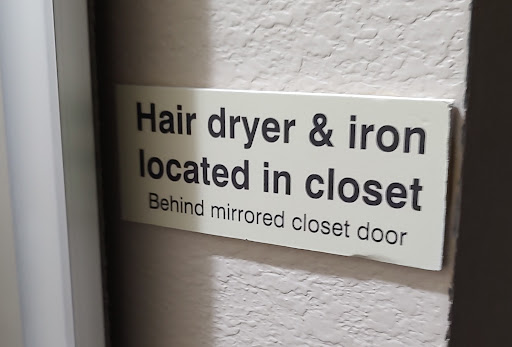 Hair dryer & iron
located in closet
Behind mirrored closet door